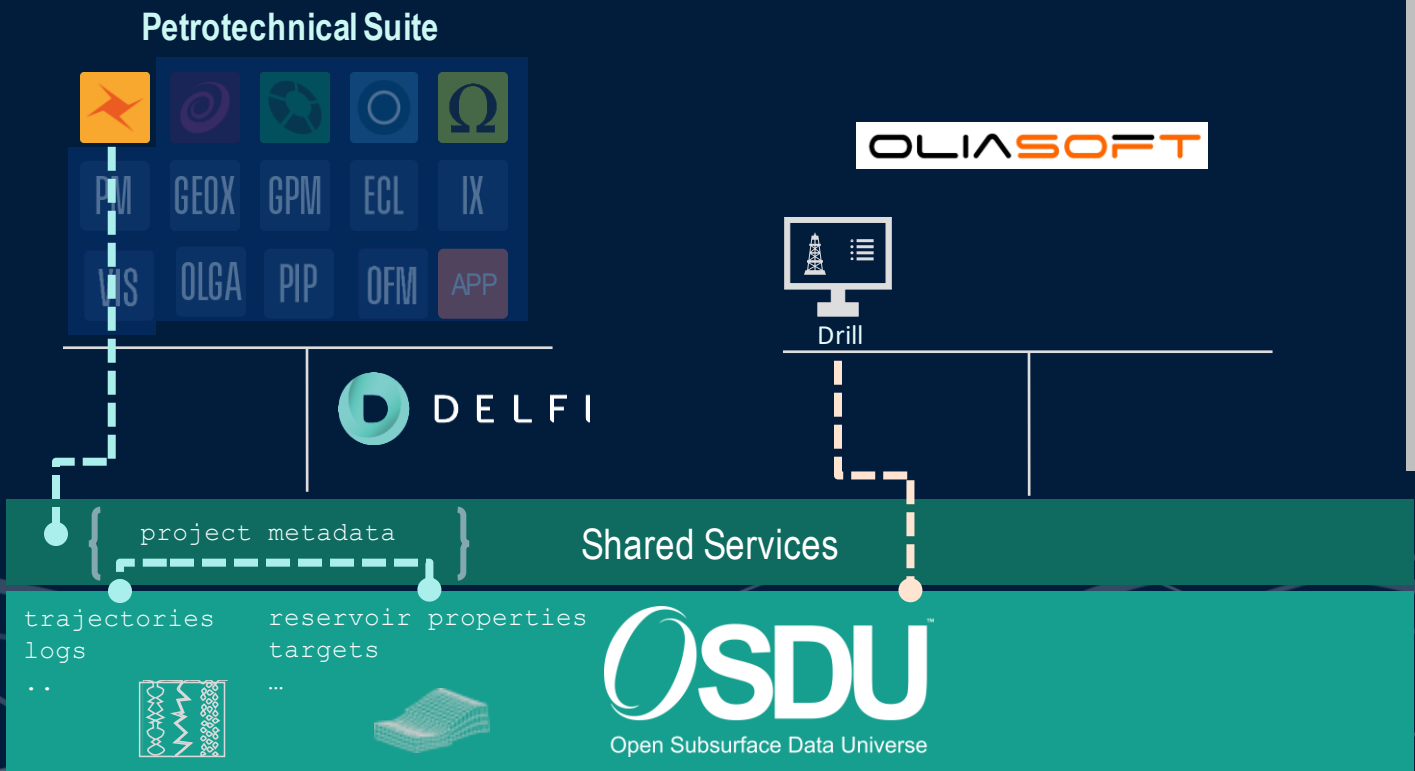 Petrotechnical Suite
Ω
PM GEOX GPM ECL IX
VIS OLGA PIP OFM APP
OLIASOFT
Drill
D DELFI
{ project metadata }
Shared Services
trajectories
logs
..
reservoir properties
targets
…
OSDU™
Open Subsurface Data Universe